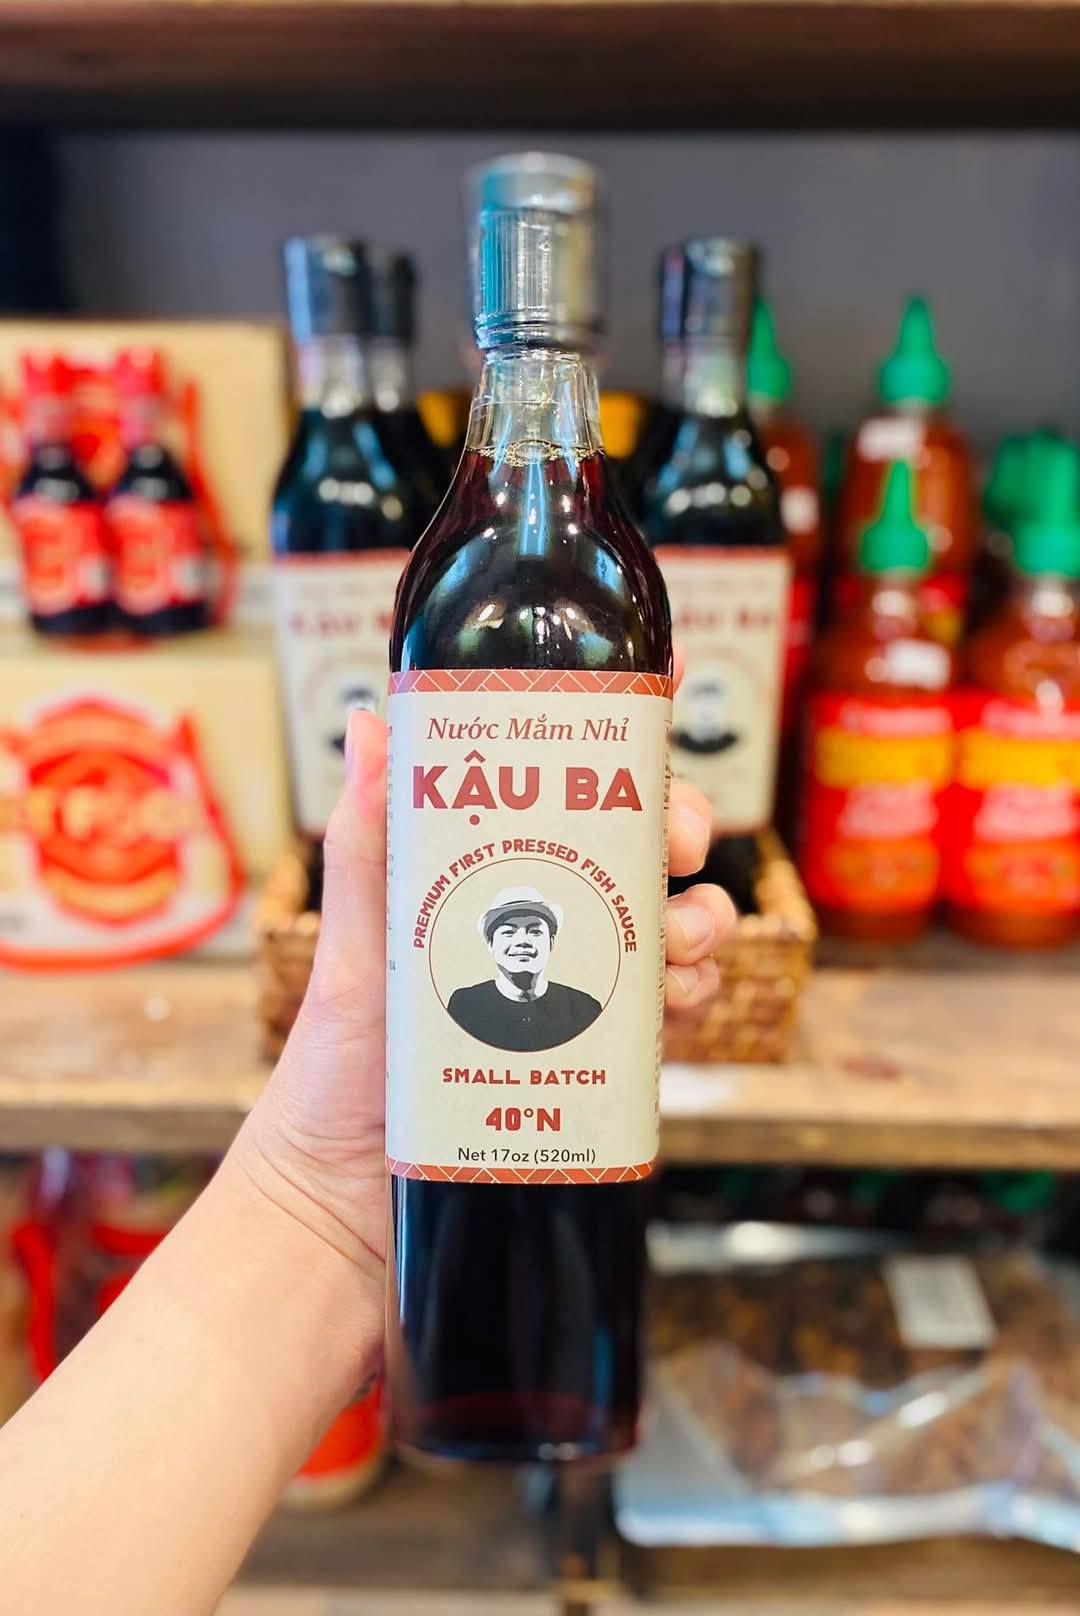 Nước Mắm Nhỉ
KẬU BA
PREMIUM FIRST PRESSED FISH SAUCE
SMALL BATCH
40°N
Net 17oz (520ml)